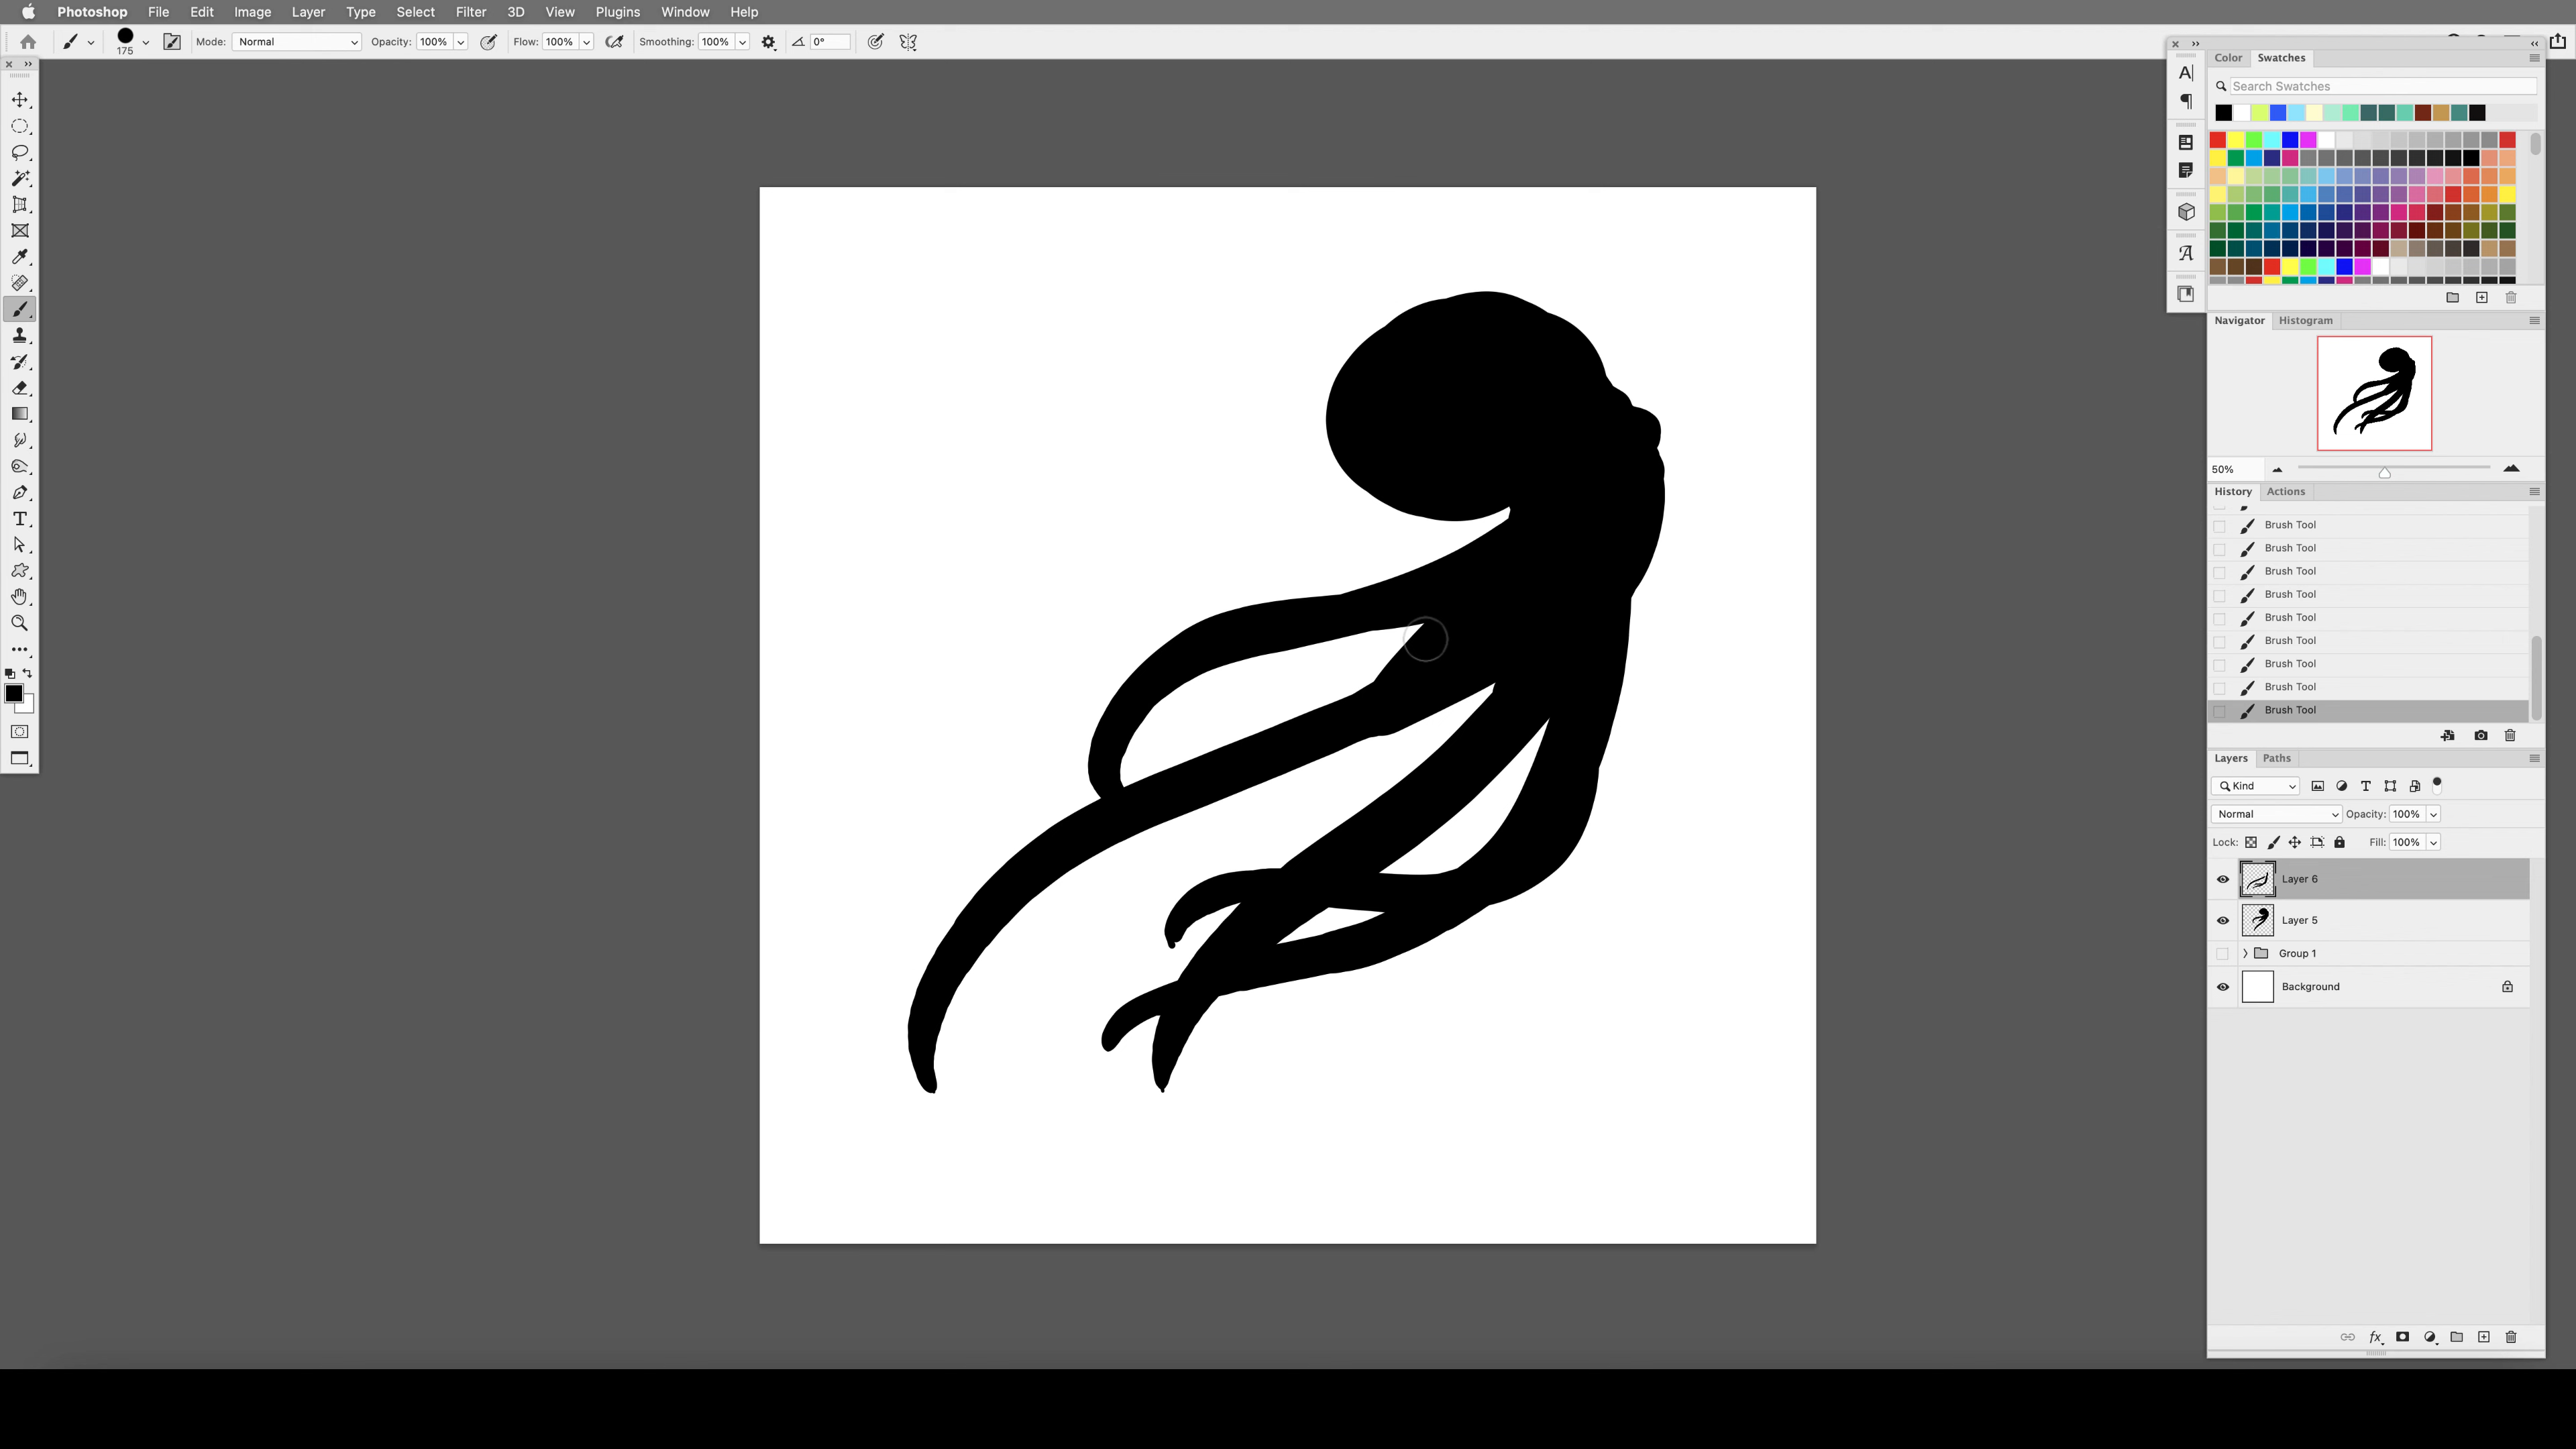 Photoshop File Edit Image Layer Type Select Filter 3D View Plugins Window Help
175 Mode: Normal Opacity: 100% Flow: 100% Smoothing: 100% 0°
Color Swatches
Search Swatches
Navigator Histogram
50%
History Actions
Brush Tool
Brush Tool
Brush Tool
Brush Tool
Brush Tool
Brush Tool
Brush Tool
Brush Tool
Brush Tool
Layers Paths
Kind
Normal Opacity: 100%
Lock: Fill: 100%
Layer 6
Layer 5
Group 1
Background
fx